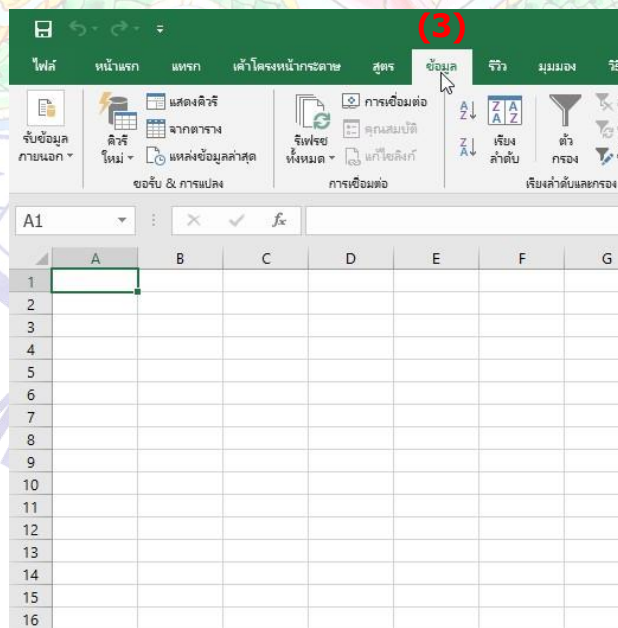 (3)
ไฟล์ หน้าแรก แทรก เค้าโครงหน้ากระดาษ สูตร ข้อมูล รีวิว มุมมอง
รับข้อมูล
ภายนอก
คิวรี
ใหม่
แสดงคิวรี
จากตาราง
แหล่งข้อมูลล่าสุด
ขอรับ & การแปลง
รีเฟรช
ทั้งหมด
การเชื่อมต่อ
คุณสมบัติ
แก้ไขลิงก์
การเชื่อมต่อ
A Z
Z A
Z A
A Z
เรียง
ลำดับ
ตัว
กรอง
เรียงลำดับและกรอง
A1 fx
A B C D E F G
1
2
3
4
5
6
7
8
9
10
11
12
13
14
15
16